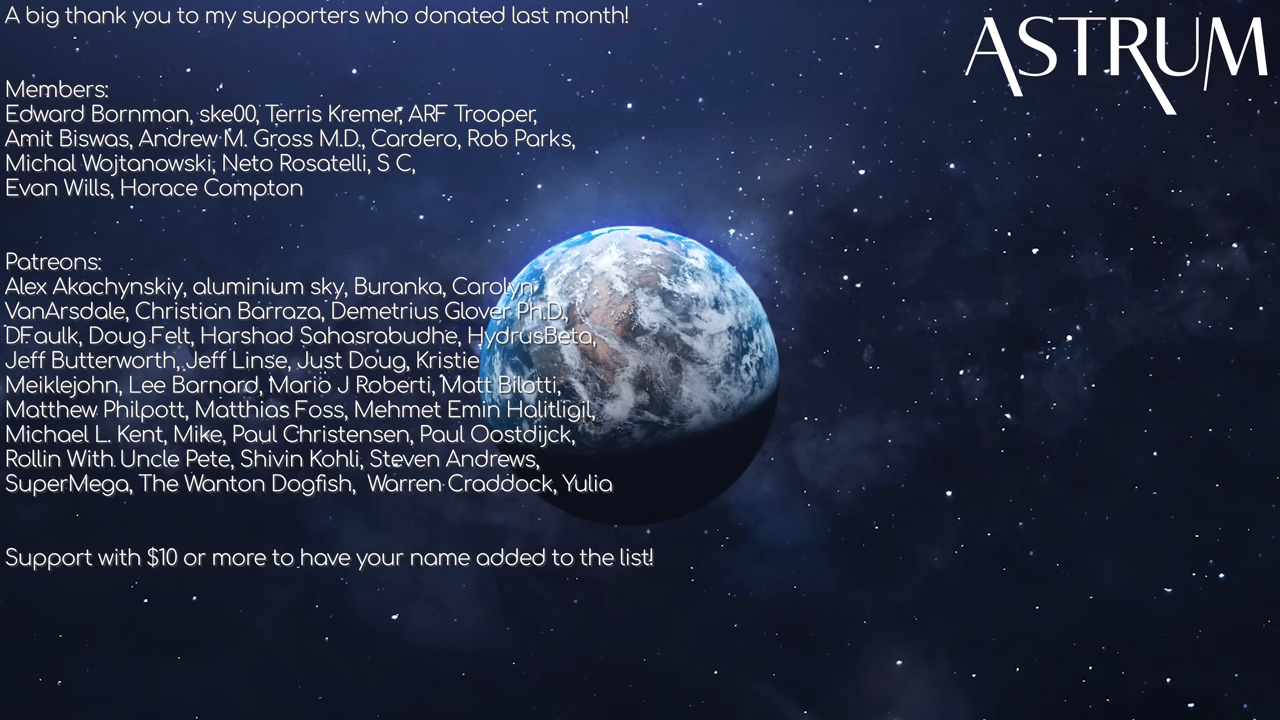 A big thank you to my supporters who donated last month!
ASTRUM
Members:
Edward Bornman, ske00, Terris Kremer, ARF Trooper,
Amit Biswas, Andrew M. Gross M.D., Cardero, Rob Parks,
Michal Wojtanowski, Neto Rosatelli, S C,
Evan Wills, Horace Compton
Patreons:
Alex Akachynskiy, aluminium sky, Buranka, Carolyn
VanArsdale, Christian Barraza, Demetrius Glover Ph.D.,
DFaulk, Doug Felt, Harshad Sahasrabudhe, HydrusBeta,
Jeff Butterworth, Jeff Linse, Just Doug, Kristie
Meiklejohn, Lee Barnard, Mario J Roberti, Matt Bilotti,
Matthew Philpott, Matthias Foss, Mehmet Emin Halitligil,
Michael L. Kent, Mike, Paul Christensen, Paul Oostdijck,
Rollin With Uncle Pete, Shivin Kohli, Steven Andrews,
SuperMega, The Wanton Dogfish,  Warren Craddock, Yulia
Support with $10 or more to have your name added to the list!